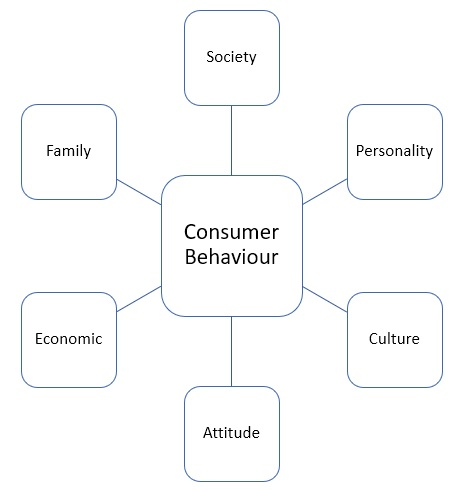 Society
Family
Personality
Consumer
Behaviour
Economic
Culture
Attitude